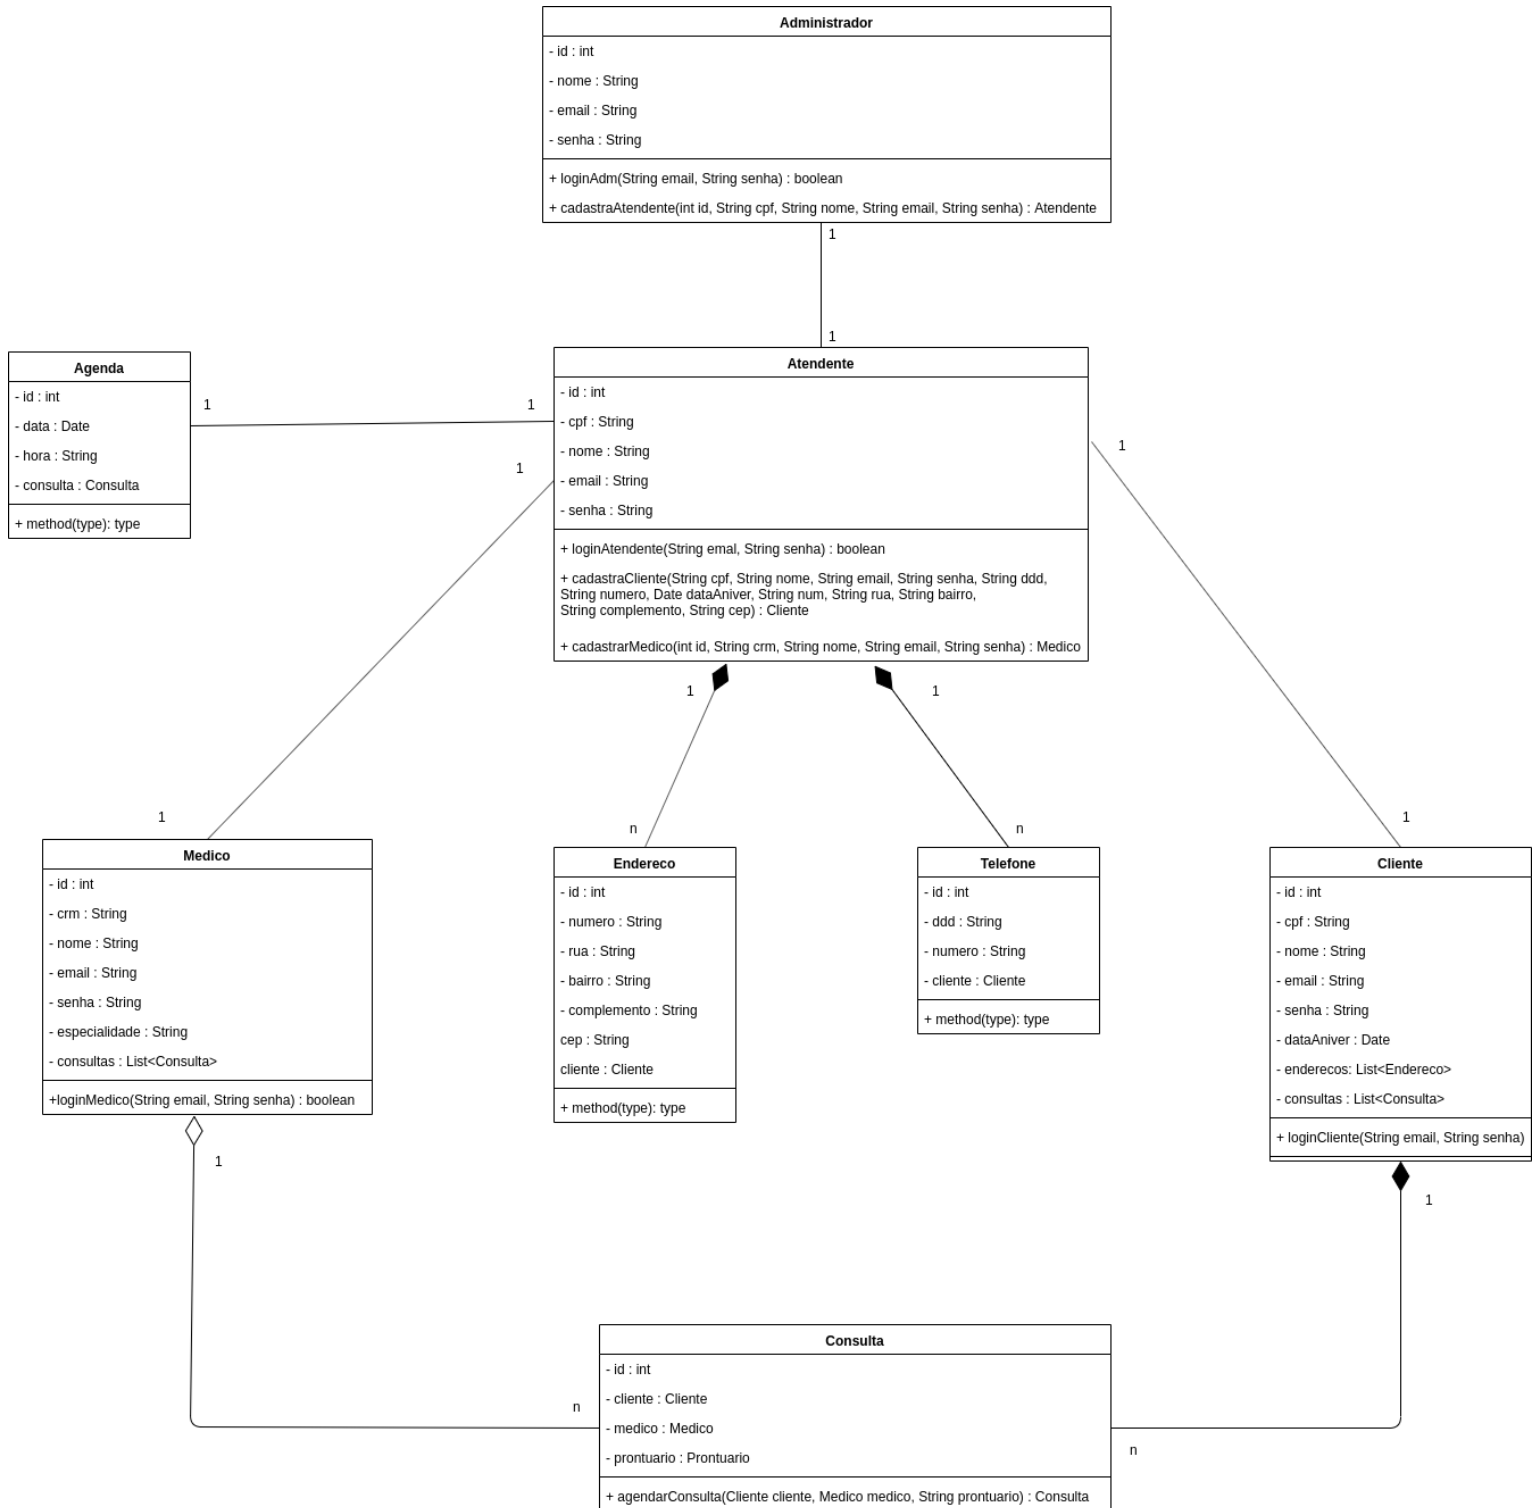 Administrador
- id : int
- nome : String
- email : String
- senha : String
+ loginAdm(String email, String senha) : boolean
+ cadastraAtendente(int id, String cpf, String nome, String email, String senha) : Atendente
1
1
Agenda
- id : int
- data : Date
- hora : String
- consulta : Consulta
+ method(type): type
1
1
1
Atendente
- id : int
- cpf : String
- nome : String
- email : String
- senha : String
+ loginAtendente(String emal, String senha) : boolean
+ cadastraCliente(String cpf, String nome, String email, String senha, String ddd,
String numero, Date dataAniver, String num, String rua, String bairro,
String complemento, String cep) : Cliente
+ cadastrarMedico(int id, String crm, String nome, String email, String senha) : Medico
1
1
1
1
n
n
1
Medico
- id : int
- crm : String
- nome : String
- email : String
- senha : String
- especialidade : String
- consultas : List<Consulta>
+loginMedico(String email, String senha) : boolean
1
Endereco
- id : int
- numero : String
- rua : String
- bairro : String
- complemento : String
cep : String
cliente : Cliente
+ method(type): type
Telefone
- id : int
- ddd : String
- numero : String
- cliente : Cliente
+ method(type): type
Cliente
- id : int
- cpf : String
- nome : String
- email : String
- senha : String
- dataAniver : Date
- enderecos: List<Endereco>
- consultas : List<Consulta>
+ loginCliente(String email, String senha)
1
n
Consulta
- id : int
- cliente : Cliente
- medico : Medico
- prontuario : Prontuario
+ agendarConsulta(Cliente cliente, Medico medico, String prontuario) : Consulta
n